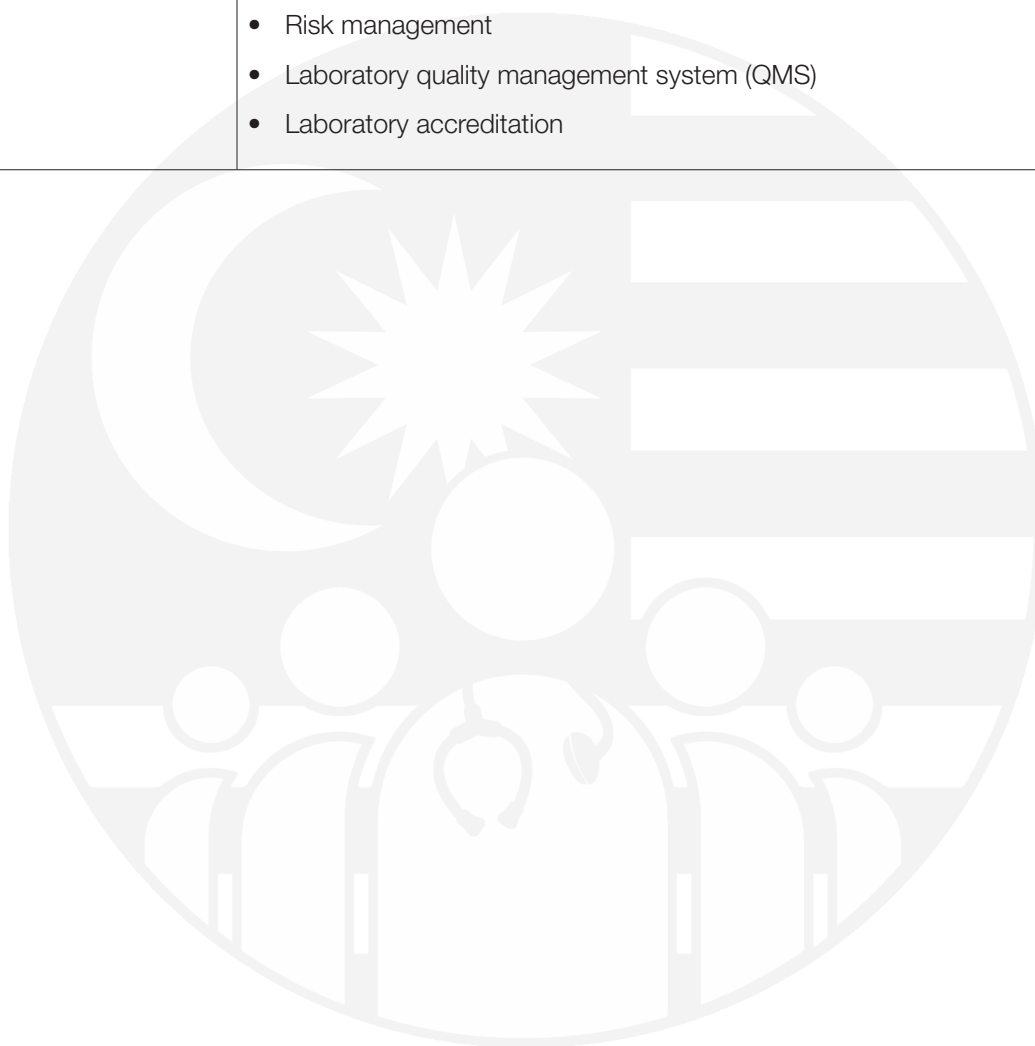 • Risk management
• Laboratory quality management system (QMS)
• Laboratory accreditation